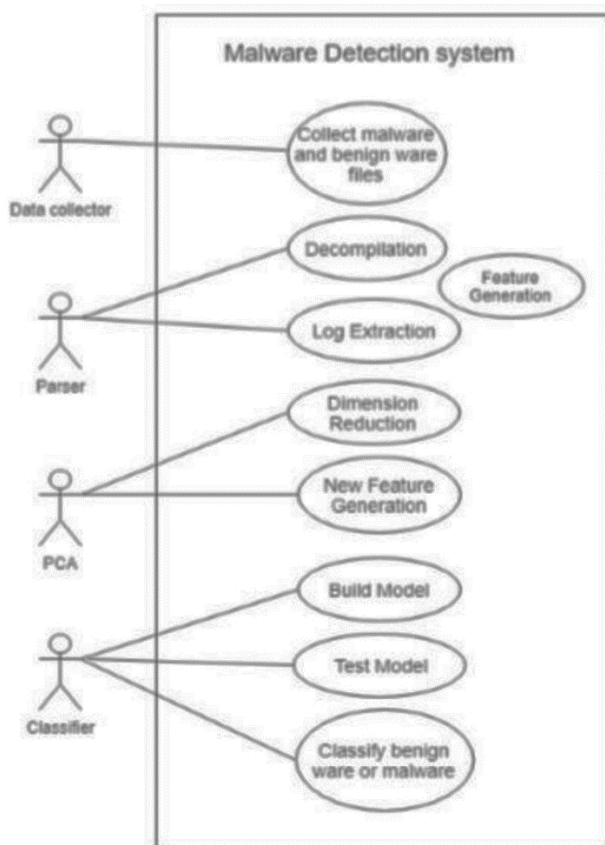 Malware Detection system
Collect malware
and benign ware
files
Data collector
Decompilation
Feature
Generation
Log Extraction
Parser
Dimension
Reduction
New Feature
Generation
PCA
Build Model
Test Model
Classifier
Classify benign
ware or malware